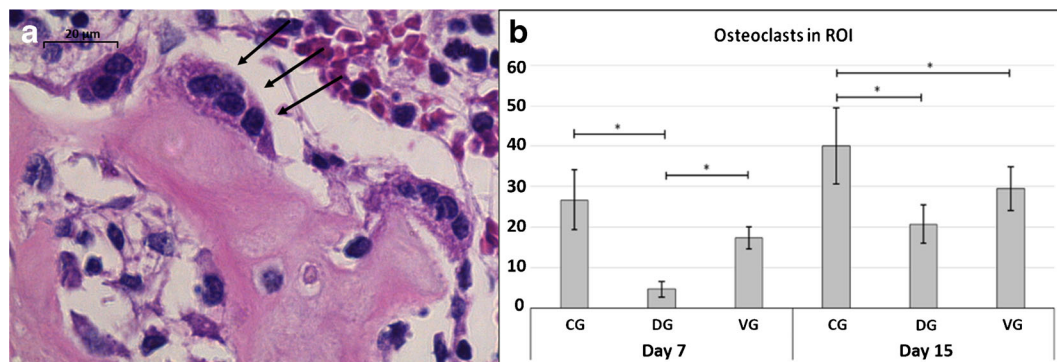 a
20 µm
b
Osteoclasts in ROI
60
50
40
30
20
10
0
* * * *
CG DG VG CG DG VG
Day 7 Day 15